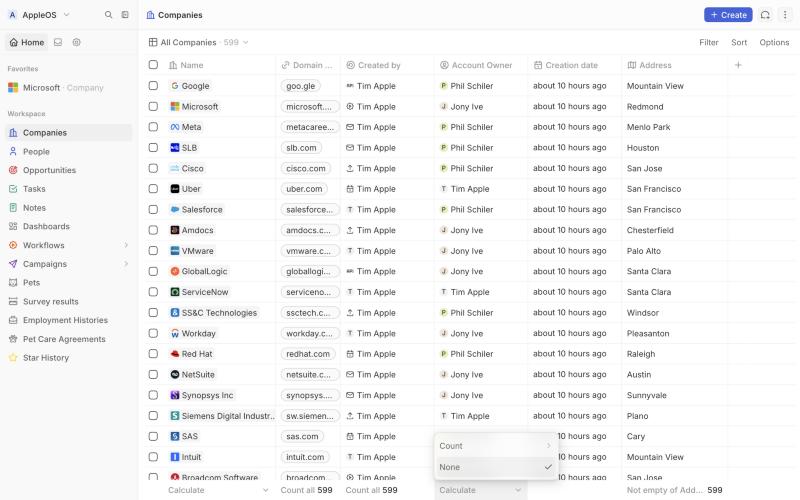 AppleOS
Companies
+ Create
Home
All Companies · 599
Filter
Sort
Options
Favorites
Microsoft · Company
Workspace
Companies
People
Opportunities
Tasks
Notes
Dashboards
Workflows
Campaigns
Pets
Survey results
Employment Histories
Pet Care Agreements
Star History
Name Domain ... Created by Account Owner Creation date Address +
Google goo.gle Tim Apple P Phil Schiler about 10 hours ago Mountain View
Microsoft microsoft.... Tim Apple J Jony Ive about 10 hours ago Redmond
Meta metacaree... Tim Apple P Phil Schiler about 10 hours ago Menlo Park
SLB slb.com Tim Apple P Phil Schiler about 10 hours ago Houston
Cisco cisco.com Tim Apple P Phil Schiler about 10 hours ago San Jose
Uber uber.com Tim Apple T Tim Apple about 10 hours ago San Francisco
Salesforce salesforce... T Tim Apple P Phil Schiler about 10 hours ago San Francisco
Amdocs amdocs.c... Tim Apple J Jony Ive about 10 hours ago Chesterfield
VMware vmware.c... T Tim Apple J Jony Ive about 10 hours ago Palo Alto
GlobalLogic globallogi... Tim Apple J Jony Ive about 10 hours ago Santa Clara
ServiceNow serviceno... T Tim Apple T Tim Apple about 10 hours ago Santa Clara
SS&C Technologies ssctech.c... Tim Apple P Phil Schiler about 10 hours ago Windsor
Workday workday.c... T Tim Apple J Jony Ive about 10 hours ago Pleasanton
Red Hat redhat.com Tim Apple P Phil Schiler about 10 hours ago Raleigh
NetSuite netsuite.c... Tim Apple J Jony Ive about 10 hours ago Austin
Synopsys Inc synopsys.... Tim Apple J Jony Ive about 10 hours ago Sunnyvale
Siemens Digital Industr... sw.siemen... Tim Apple T Tim Apple about 10 hours ago Plano
SAS sas.com Tim Apple 10 hours ago Cary
Intuit intuit.com T Tim Apple 10 hours ago Mountain View
Broadcom Software broadcom... Tim Apple about 10 hours ago San Jose
Count
None
Calculate Count all 599 Count all 599 Calculate Not empty of Add... 599